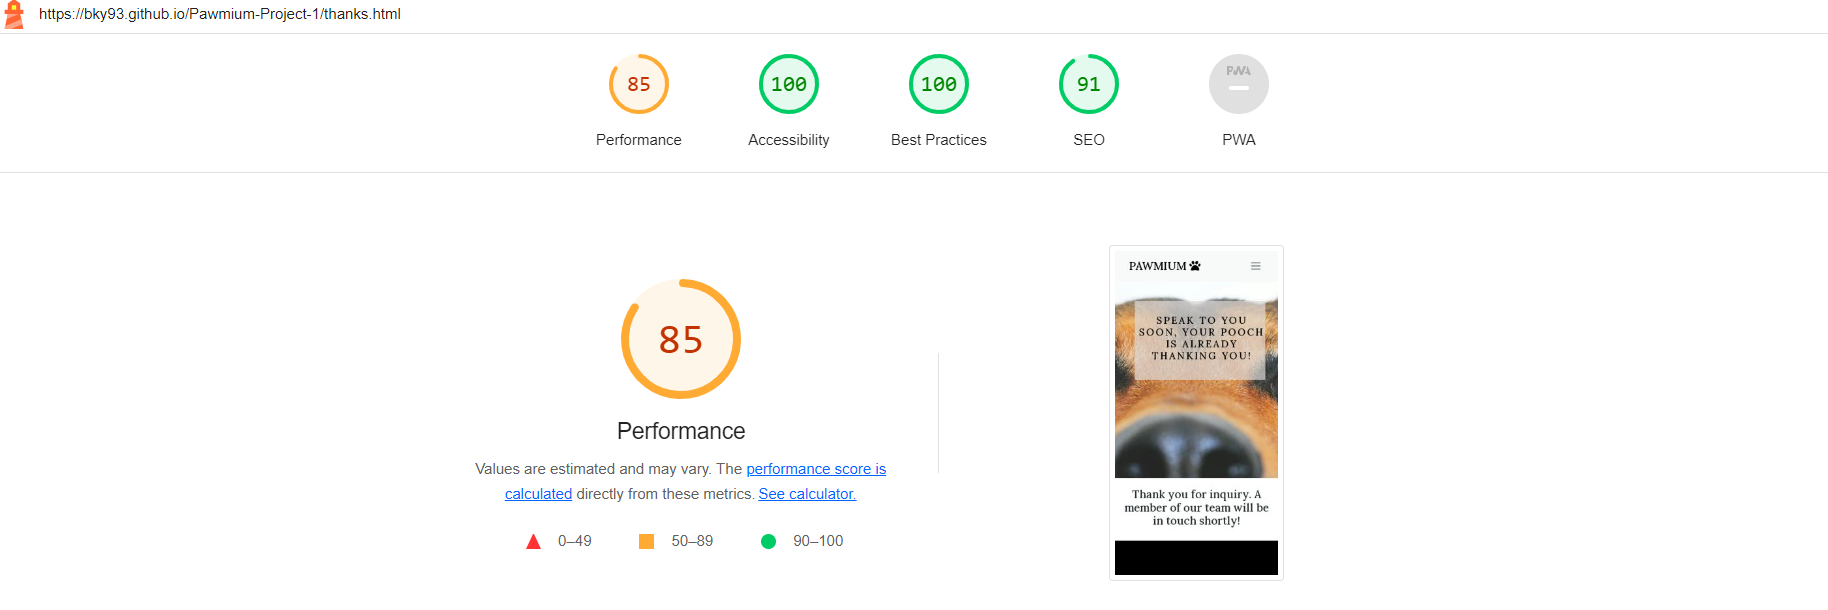 https://bky93.github.io/Pawmium-Project-1/thanks.html
85
100
100
91
PWA
Performance
Accessibility
Best Practices
SEO
PWA
85
Performance
Values are estimated and may vary. The performance score is
calculated directly from these metrics. See calculator.
0–49
50–89
90–100
PAWMIUM
SPEAK TO YOU
SOON, YOUR POOCH
IS ALREADY
THANKING YOU!
Thank you for inquiry. A
member of our team will be
in touch shortly!